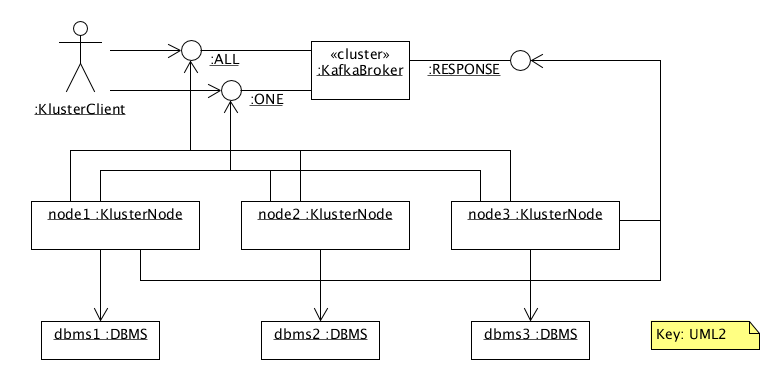 «cluster»
:KafkaBroker
:ALL
:RESPONSE
:ONE
:KlusterClient
node1 :KlusterNode
node2 :KlusterNode
node3 :KlusterNode
dbms1 :DBMS
dbms2 :DBMS
dbms3 :DBMS
Key: UML2